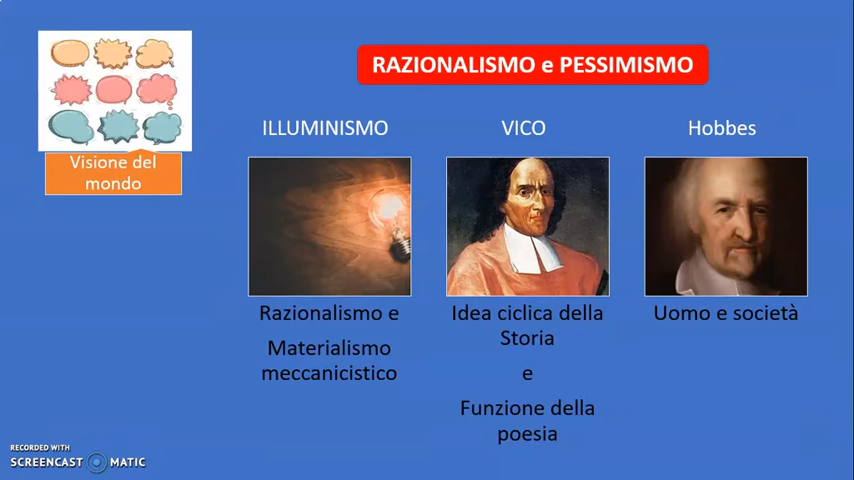 RAZIONALISMO e PESSIMISMO
ILLUMINISMO
VICO
Hobbes
Visione del
mondo
Razionalismo e
Materialismo
meccanicistico
Idea ciclica della
Storia
e
Funzione della
poesia
Uomo e società
RECORDED WITH
SCREENCAST MATIC